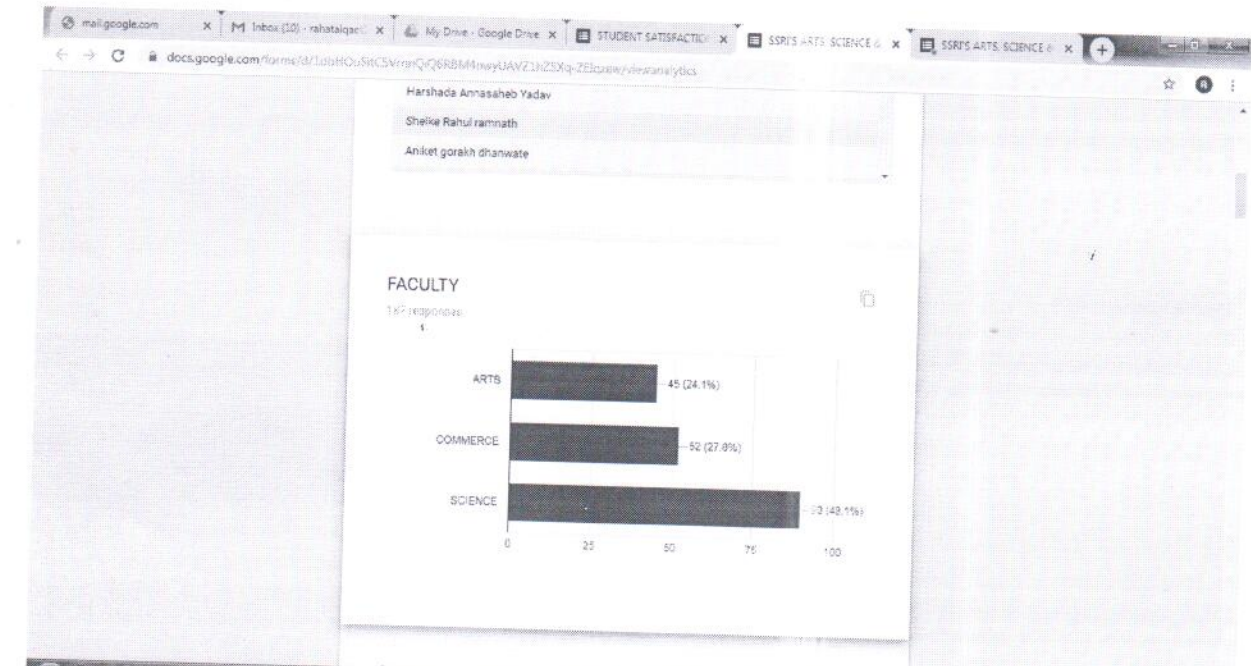 mail.google.com
Inbox (10) - rahatalqac
My Drive - Google Drive
STUDENT SATISFACTIO
SSRI'S ARTS, SCIENCE &
SSRI'S ARTS, SCIENCE &
docs.google.com/forms/d/
/viewanalytics
Harshada Annasaheb Yadav
Shelke Rahul ramnath
Aniket gorakh dhanwate
FACULTY
responses
ARTS
45 (24.1%)
COMMERCE
52 (27.8%)
SCIENCE
0
25
50
75
100